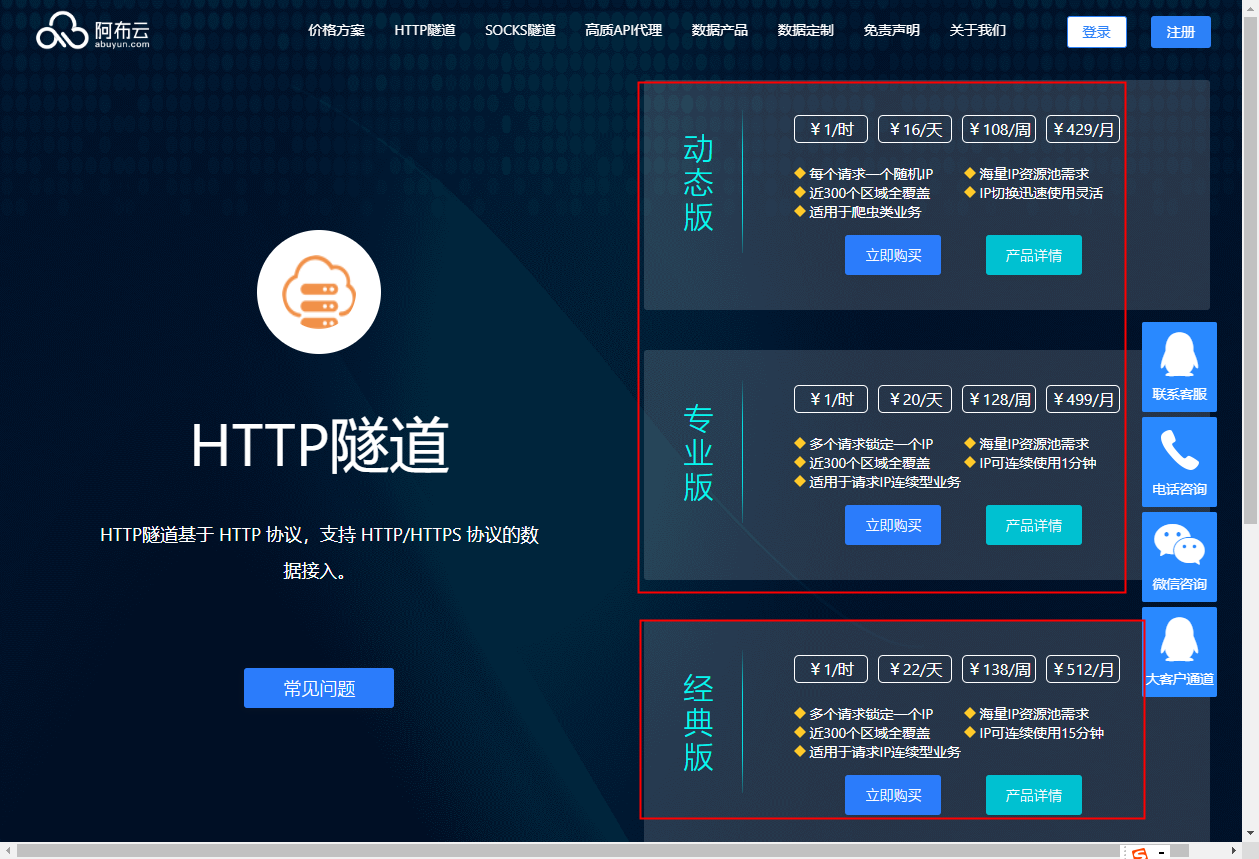 阿布云
abuyun.com
价格方案 HTTP隧道 SOCKS隧道 高质API代理 数据产品 数据定制 免责声明 关于我们 登录 注册
动态版
¥1/时 ¥16/天 ¥108/周 ¥429/月
每个请求一个随机IP 海量IP资源池需求
近300个区域全覆盖 IP切换迅速使用灵活
适用于爬虫类业务
立即购买 产品详情
HTTP隧道
HTTP隧道基于 HTTP 协议，支持 HTTP/HTTPS 协议的数
据接入。
常见问题
专业版
¥1/时 ¥20/天 ¥128/周 ¥499/月
多个请求锁定一个IP 海量IP资源池需求
近300个区域全覆盖 IP可连续使用1分钟
适用于请求IP连续型业务
立即购买 产品详情
经典版
¥1/时 ¥22/天 ¥138/周 ¥512/月
多个请求锁定一个IP 海量IP资源池需求
近300个区域全覆盖 IP可连续使用15分钟
适用于请求IP连续型业务
立即购买 产品详情
联系客服
电话咨询
微信咨询
大客户通道